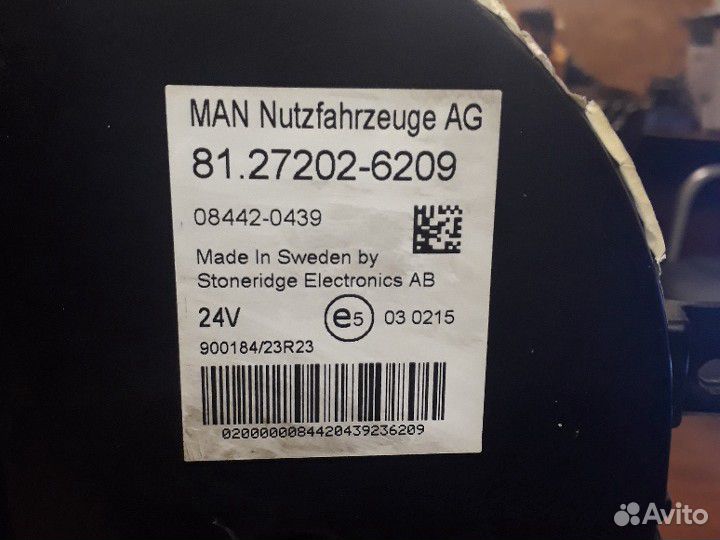 MAN Nutzfahrzeuge AG
81.27202-6209
08442-0439
Made In Sweden by
Stoneridge Electronics AB
24V e5 03 0215
900184/23R23
0200000084420439236209
Avito